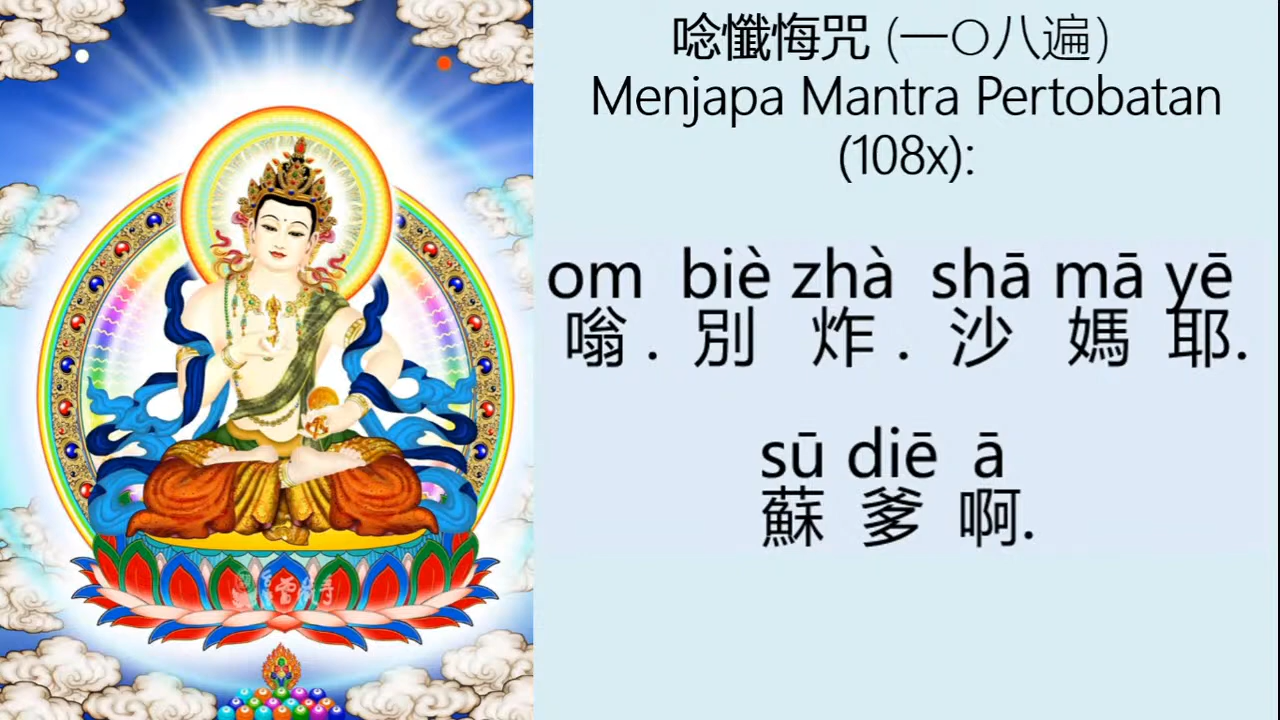 唸懺悔咒 (一○八遍)
Menjapa Mantra Pertobatan
(108x):
om biè zhà shā mā yē
嗡 . 別 炸 . 沙 媽 耶.
sū diē ā
蘇 爹 啊.